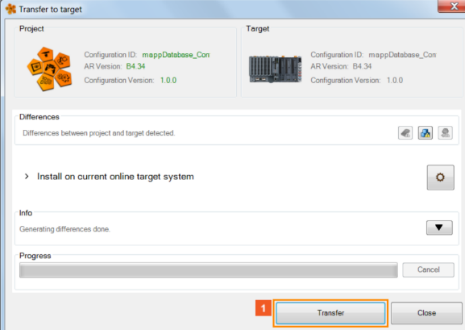 Transfer to target
Project
Configuration ID: mappDatabase_Con
AR Version: B4.34
Configuration Version: 1.0.0
Target
Configuration ID: mappDatabase_Con
AR Version: B4.34
Configuration Version: 1.0.0
Differences
Differences between project and target detected.
Install on current online target system
Info
Generating differences done.
Progress
Cancel
1
Transfer
Close